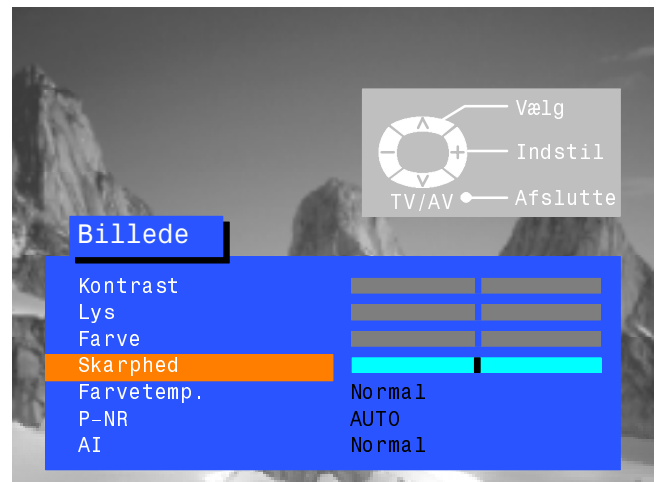 Vælg
Indstil
TV/AV Afslutte
Billede
Kontrast
Lys
Farve
Skarphed
Farvetemp. Normal
P-NR AUTO
AI Normal